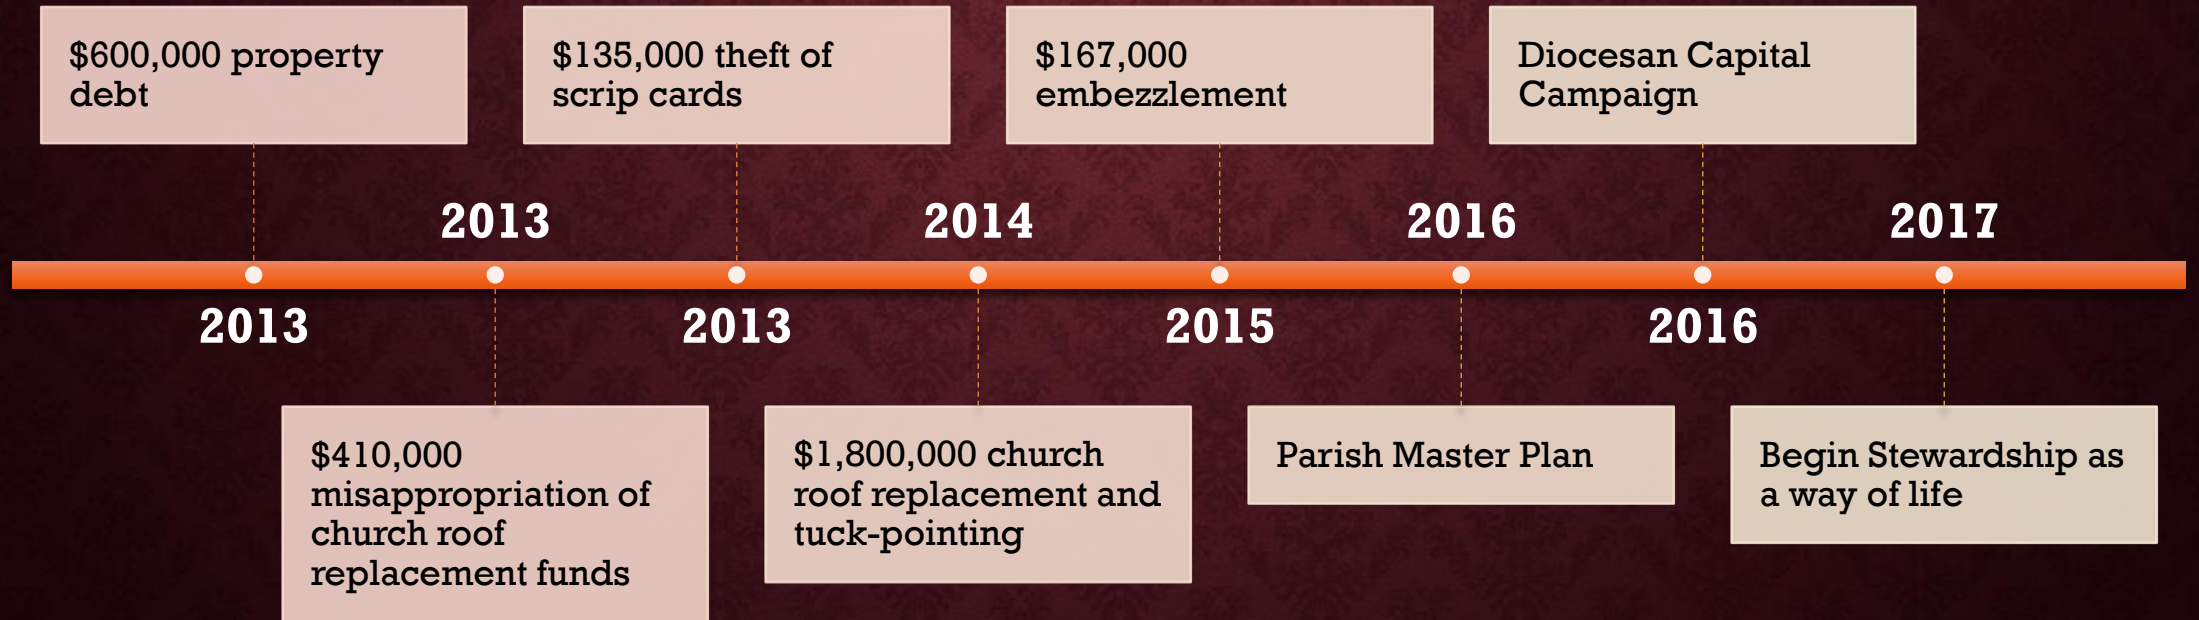 $600,000 property
debt
$135,000 theft of
scrip cards
$167,000
embezzlement
Diocesan Capital
Campaign
2013
2014
2016
2017
2013
2013
2015
2016
$410,000
misappropriation of
church roof
replacement funds
$1,800,000 church
roof replacement and
tuck-pointing
Parish Master Plan
Begin Stewardship as
a way of life